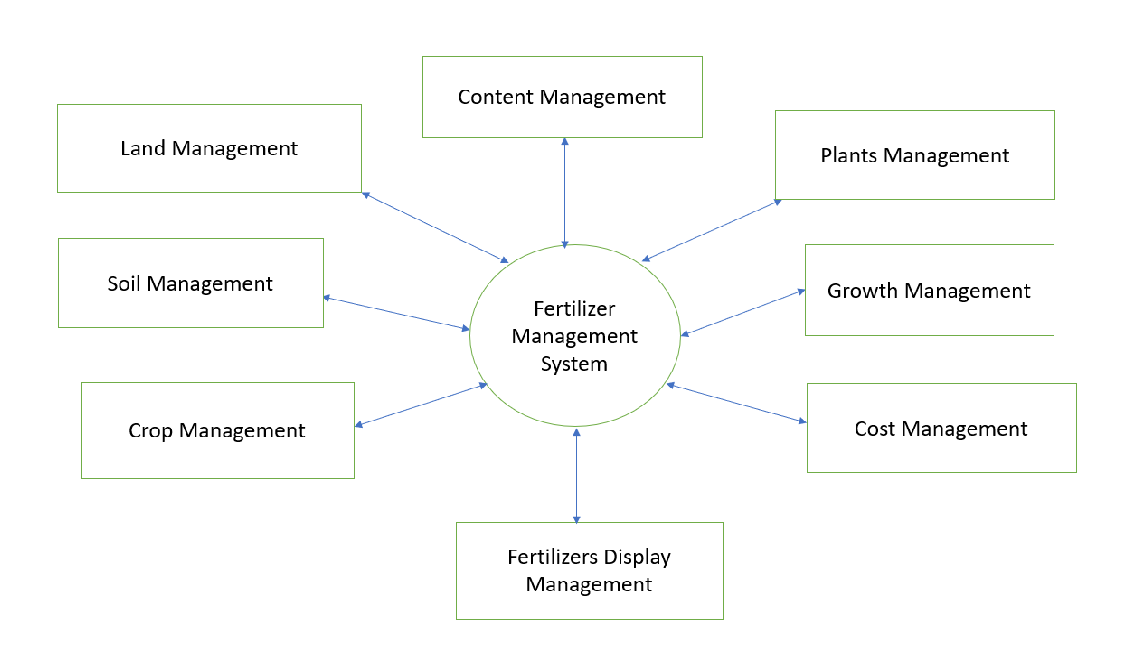 Content Management
Land Management
Plants Management
Soil Management
Growth Management
Fertilizer
Management
System
Crop Management
Cost Management
Fertilizers Display
Management